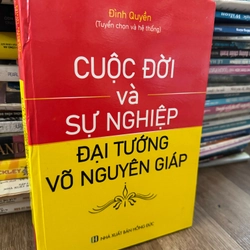 Đinh Quyền
(Tuyển chọn và hệ thống)
CUỘC ĐỜI
và
SỰ NGHIỆP
ĐẠI TƯỚNG
VÕ NGUYÊN GIÁP
NHÀ XUẤT BẢN HỒNG ĐỨC